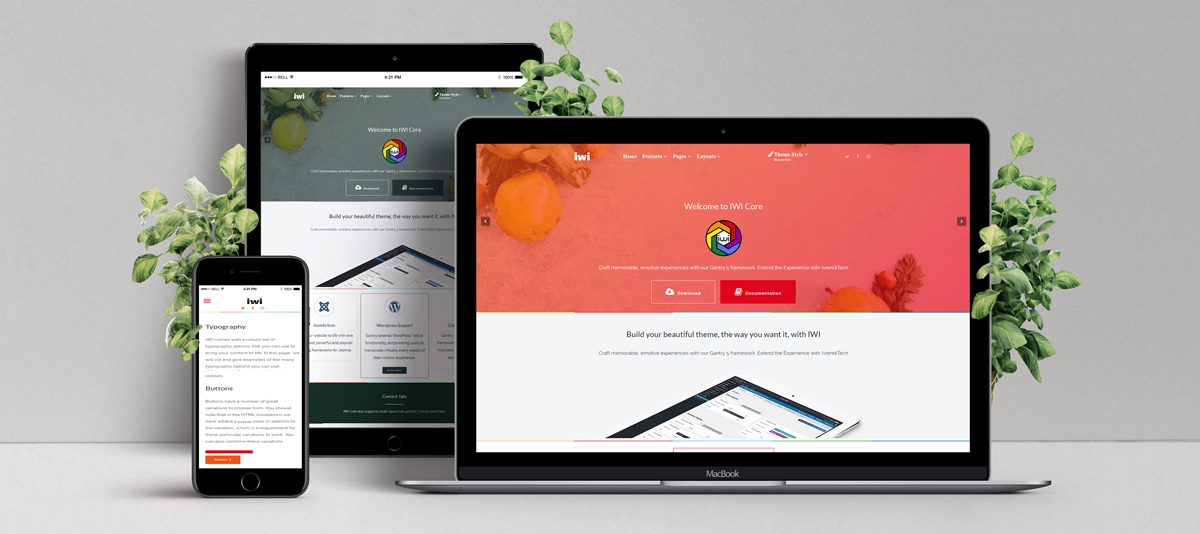 ●●●○○ BELL
4:21 PM
100%
iwi
Home Features Pages Layouts
Theme Style
Welcome to IWI Core
iwi
Craft memorable, emotive experiences with our Gantry 5 framework. Extend the Experience
Download
Documentation
Build your beautiful theme, the way you want it, with
Craft memorable, emotive experiences with our Gantry 5 framework. Extend the
Joomla Icon
Wordpress Support
Gantry extends WordPress' native
functionality, empowering users to
manipulate virtually every aspect of
their visitors' experience.
Content Tabs
iwi
Home Features Pages Layouts
Theme Style
Welcome to IWI Core
iwi
Craft memorable, emotive experiences with our Gantry 5 framework. Extend the Experience with Ivrend.Tech
Download
Documentation
Build your beautiful theme, the way you want it, with IWI
Craft memorable, emotive experiences with our Gantry 5 framework. Extend the Experience with Ivrend.Tech
MacBook
BELL
4:21 PM
100%
iwi
Typography
IWI comes with a robust set of
typography options that you can use to
bring your content to life. In this page, we
will list and give examples of the many
typography options you can use
classes.
Buttons
Buttons have a number of great
variations to choose from. You should
note that in the HTML breakdown we
have added a button class in addition to
the variation, which is a requirement for
these particular variations to work. You
can also combine these variations